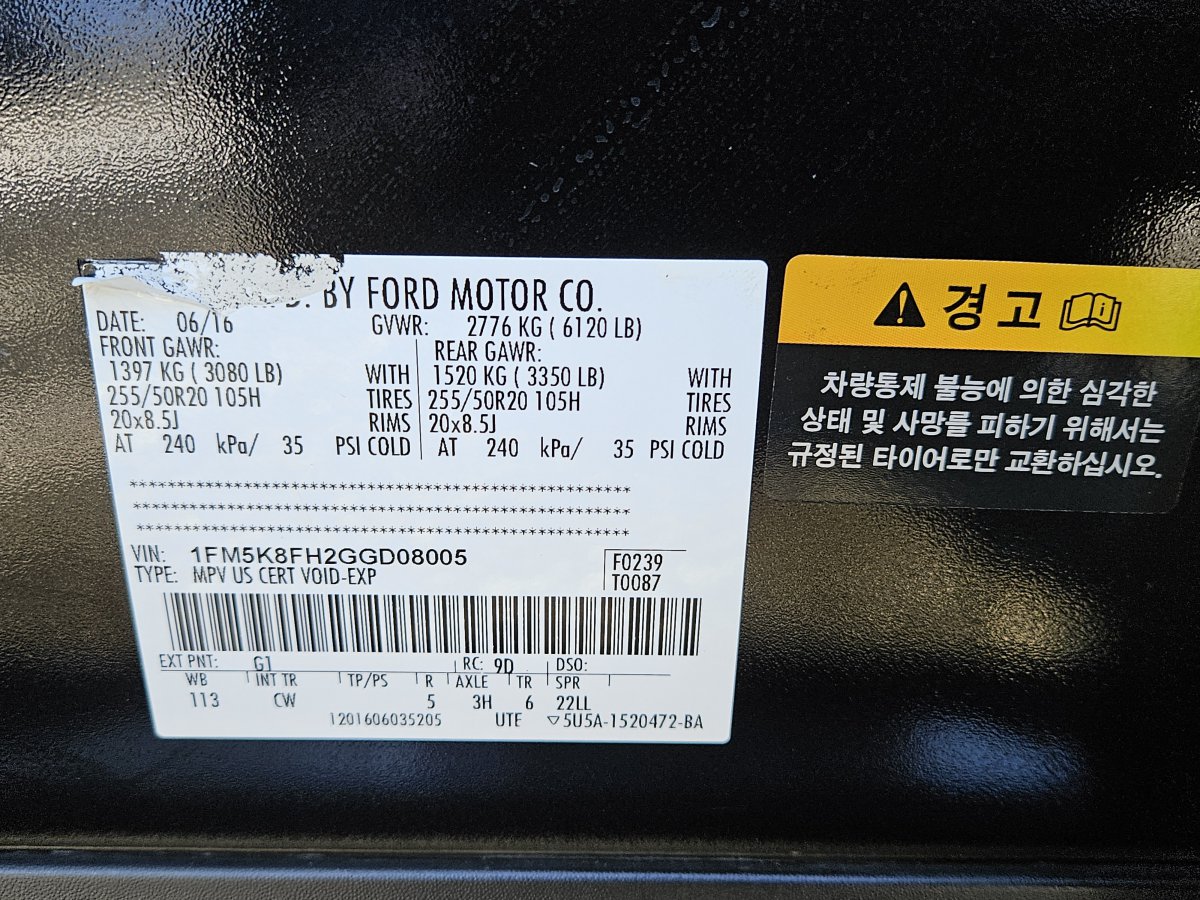 BY FORD MOTOR CO.
DATE: 06/16 GVWR: 2776 KG ( 6120 LB)
FRONT GAWR: REAR GAWR:
1397 KG ( 3080 LB) WITH 1520 KG ( 3350 LB) WITH
255/50R20 105H TIRES 255/50R20 105H TIRES
20x8.5J RIMS 20x8.5J RIMS
AT 240 kPa/ 35 PSI COLD AT 240 kPa/ 35 PSI COLD
VIN: 1FM5K8FH2GGD08005 F0239
TYPE: MPV US CERT VOID-EXP T0087
EXT PNT: G1 RC: 9D DSO:
WB INT TR TP/PS R AXLE TR SPR
113 CW 5 3H 6 22LL
1201606035205 UTE ▽5U5A-1520472-BA
경고
차량통제 불능에 의한 심각한
상태 및 사망를 피하기 위해서는
규정된 타이어로만 교환하십시오.